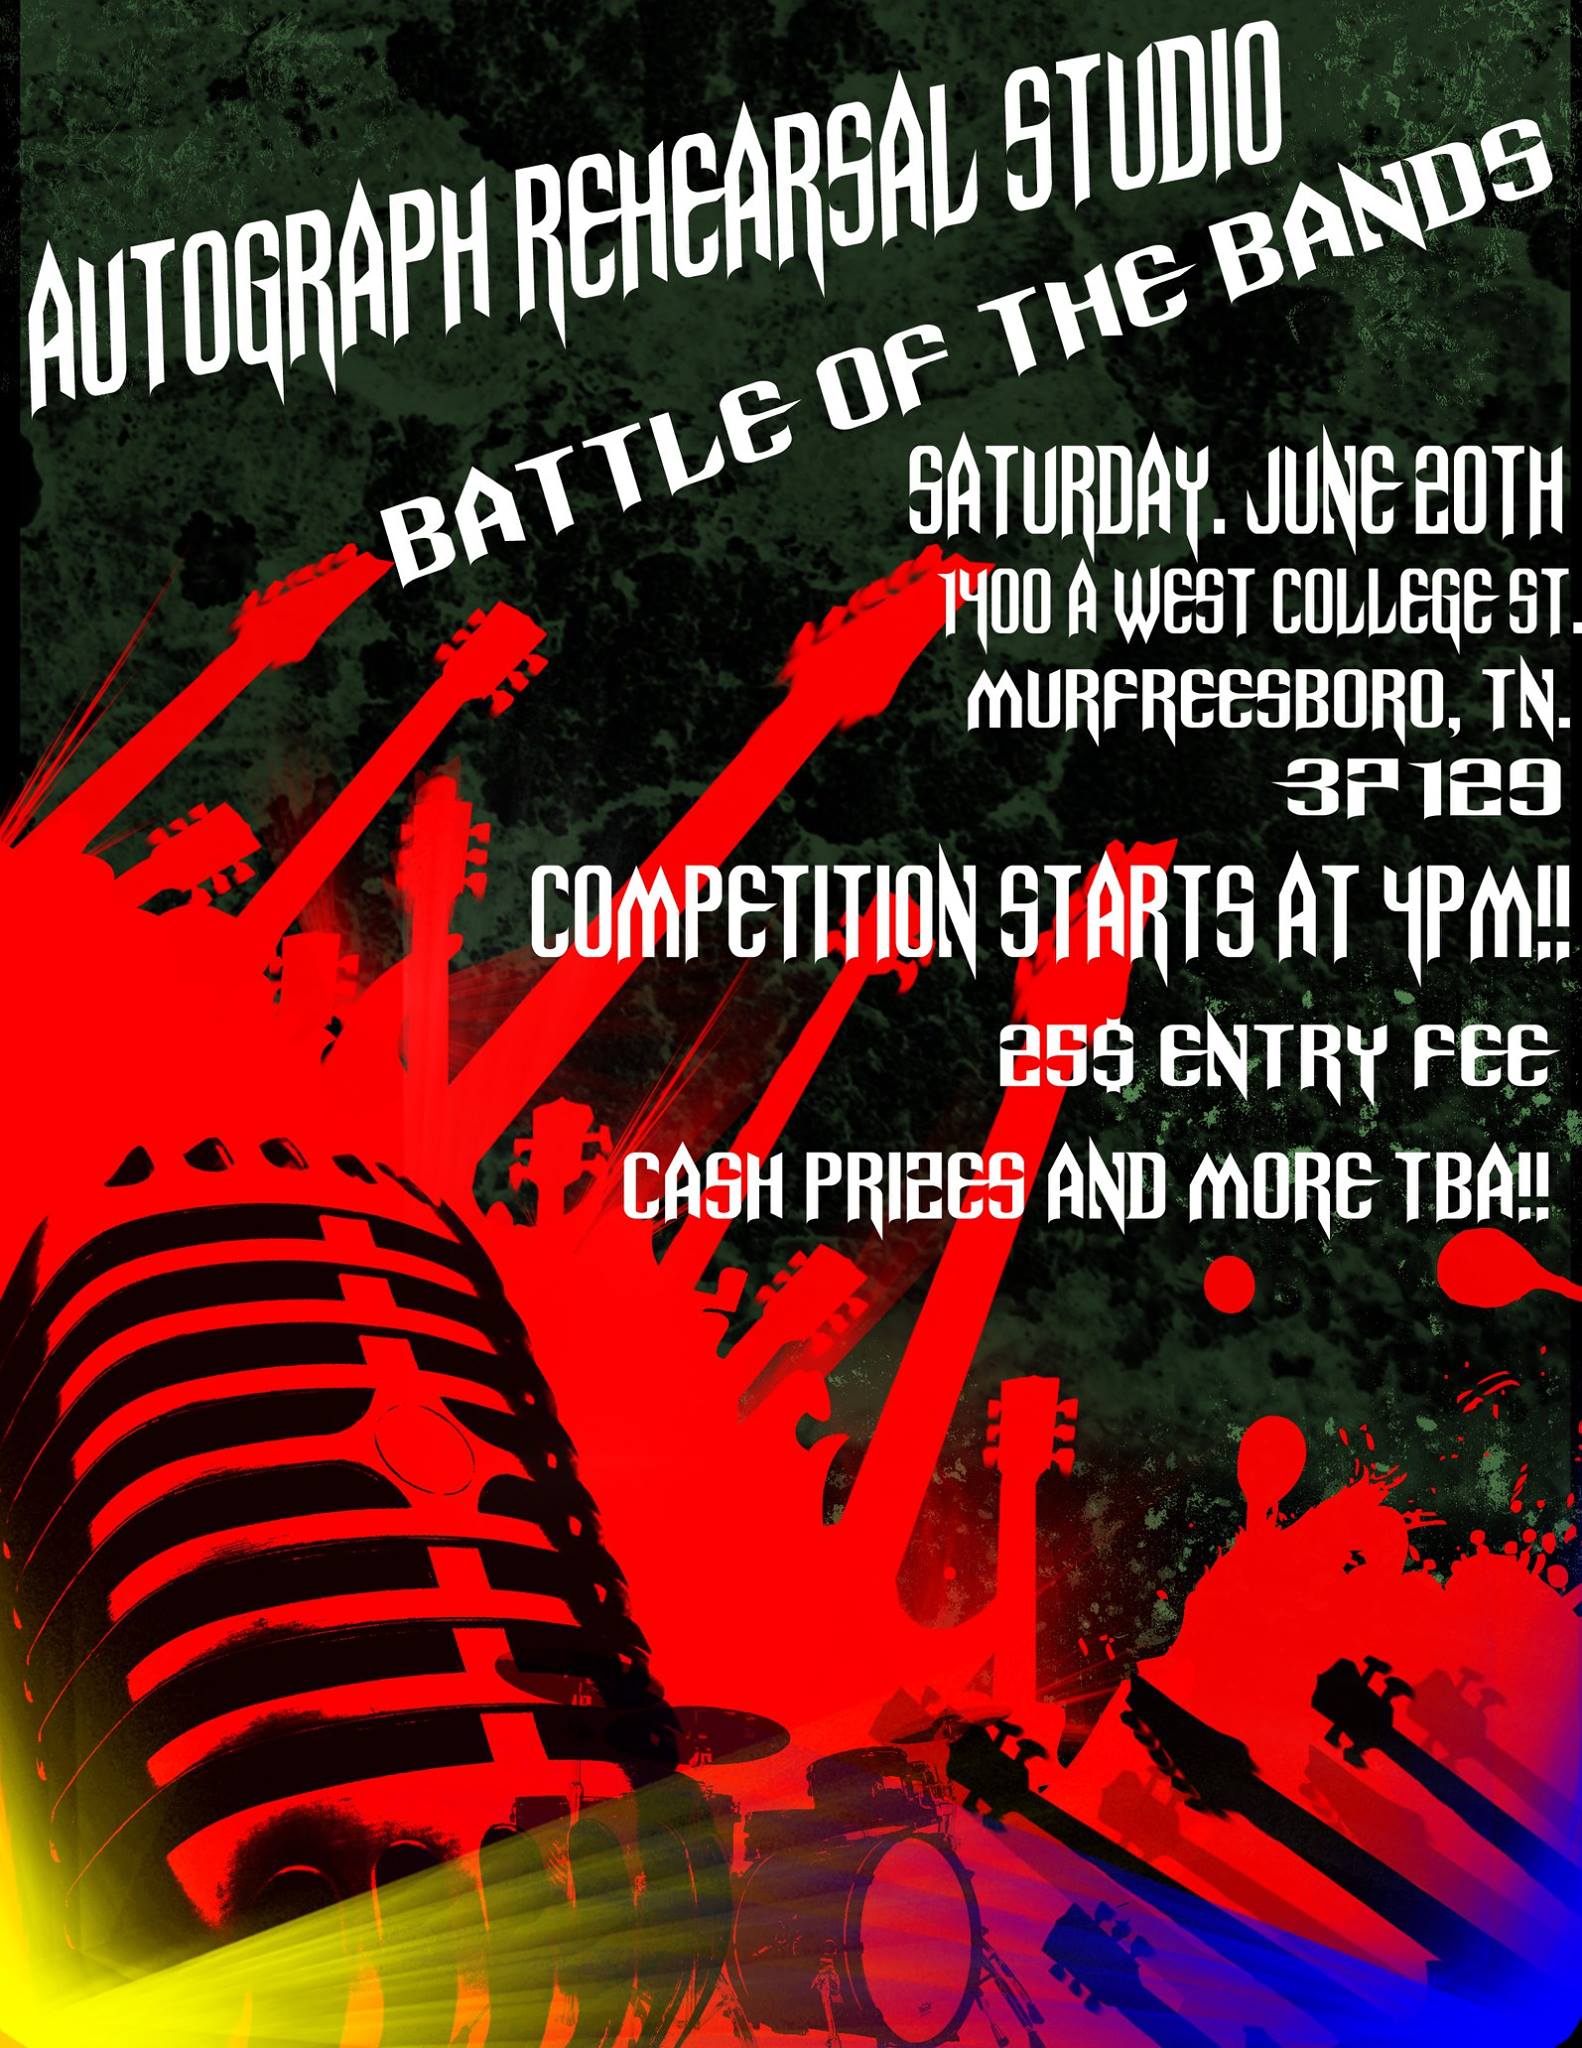 AUTOGRAPH REHEARSAL STUDIO
BATTLE OF THE BANDS
SATURDAY. JUNE 20TH
1400 A WEST COLLEGE ST.
MURFREESBORO, TN.
37129
COMPETITION STARTS AT 4PM!!
25$ ENTRY FEE
CASH PRIZES AND MORE TBA!!